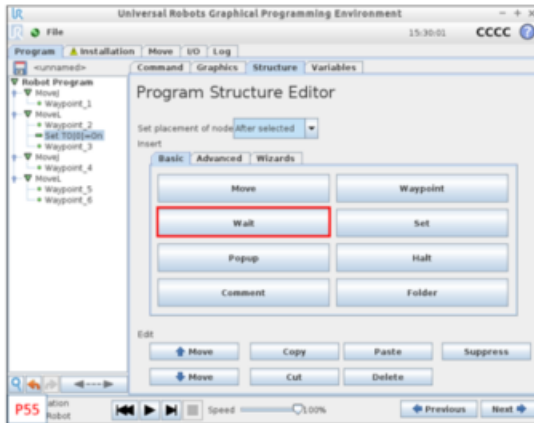 UR Universal Robots Graphical Programming Environment
File 15:30:01 CCCC ?
Program Installation Move I/O Log
<unnamed> Command Graphics Structure Variables
Robot Program
MoveJ
Waypoint_1
MoveL
Waypoint_2
Set TO[0]=On
Waypoint_3
MoveJ
Waypoint_4
MoveL
Waypoint_5
Waypoint_6
Program Structure Editor
Set placement of node After selected
Insert
Basic Advanced Wizards
Move Waypoint
Wait Set
Popup Halt
Comment Folder
Edit
Move Copy Paste Suppress
Move Cut Delete
P55 ation
Robot
Speed 100% Previous Next